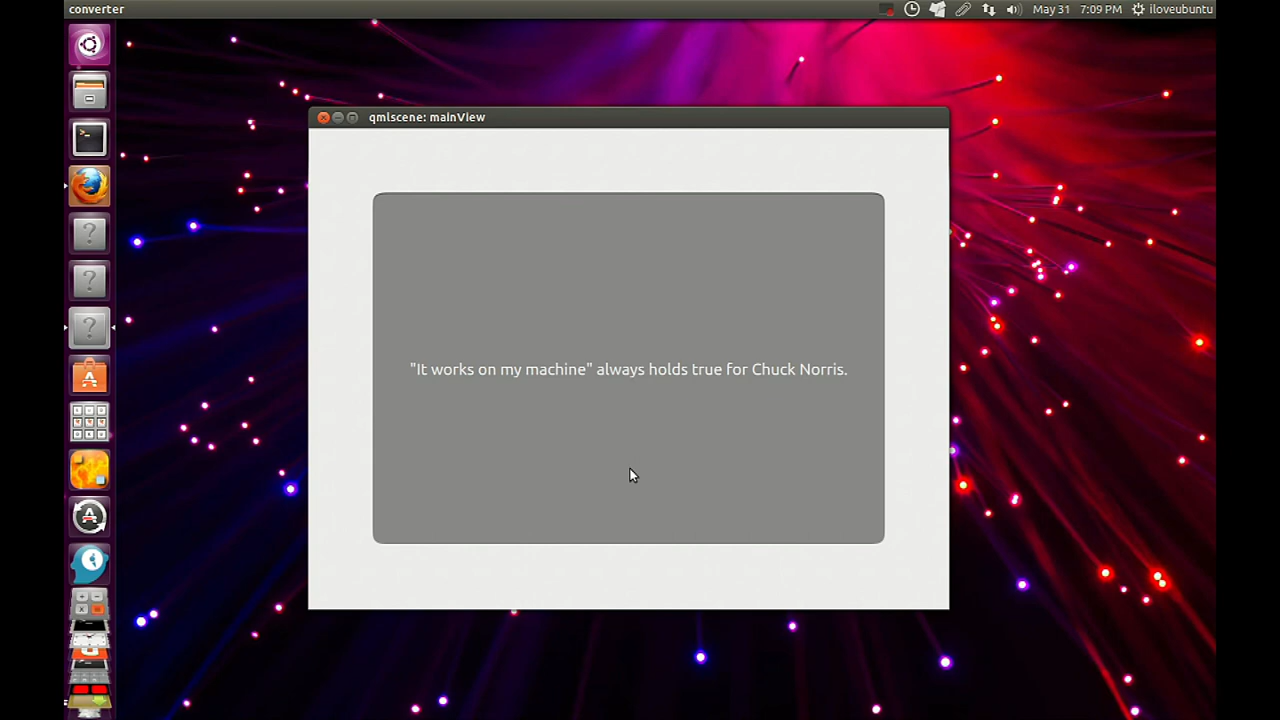 converter
May 31
7:09 PM
iloveubuntu
qmlscene: mainView
"It works on my machine" always holds true for Chuck Norris.